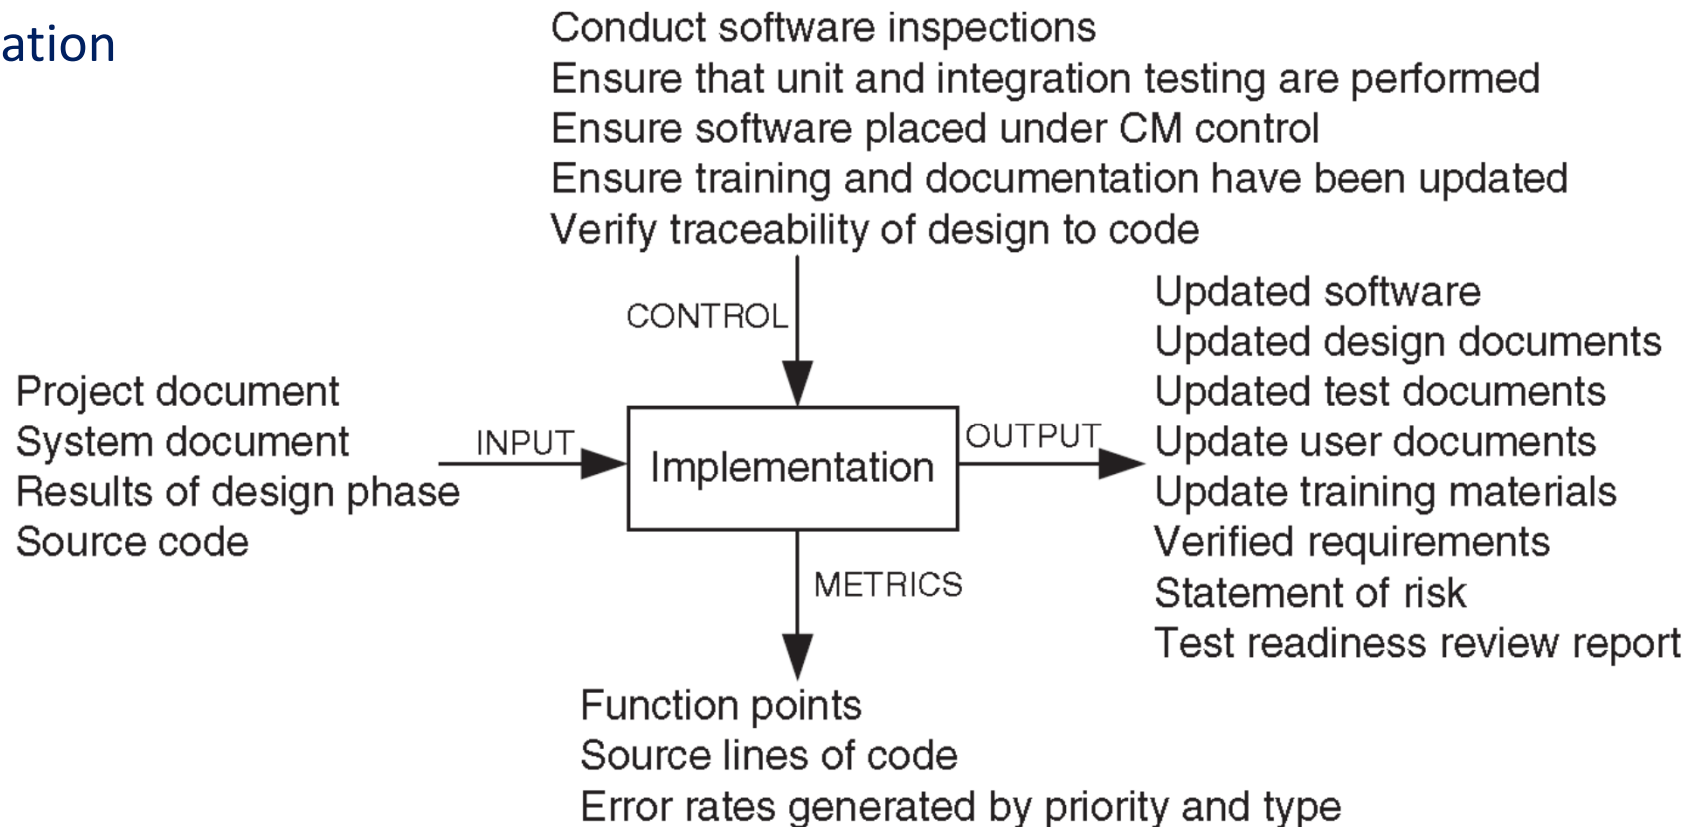 ation
Conduct software inspections
Ensure that unit and integration testing are performed
Ensure software placed under CM control
Ensure training and documentation have been updated
Verify traceability of design to code
CONTROL
Project document
System document
Results of design phase
Source code
INPUT
Implementation
OUTPUT
Updated software
Updated design documents
Updated test documents
Update user documents
Update training materials
Verified requirements
Statement of risk
Test readiness review report
METRICS
Function points
Source lines of code
Error rates generated by priority and type